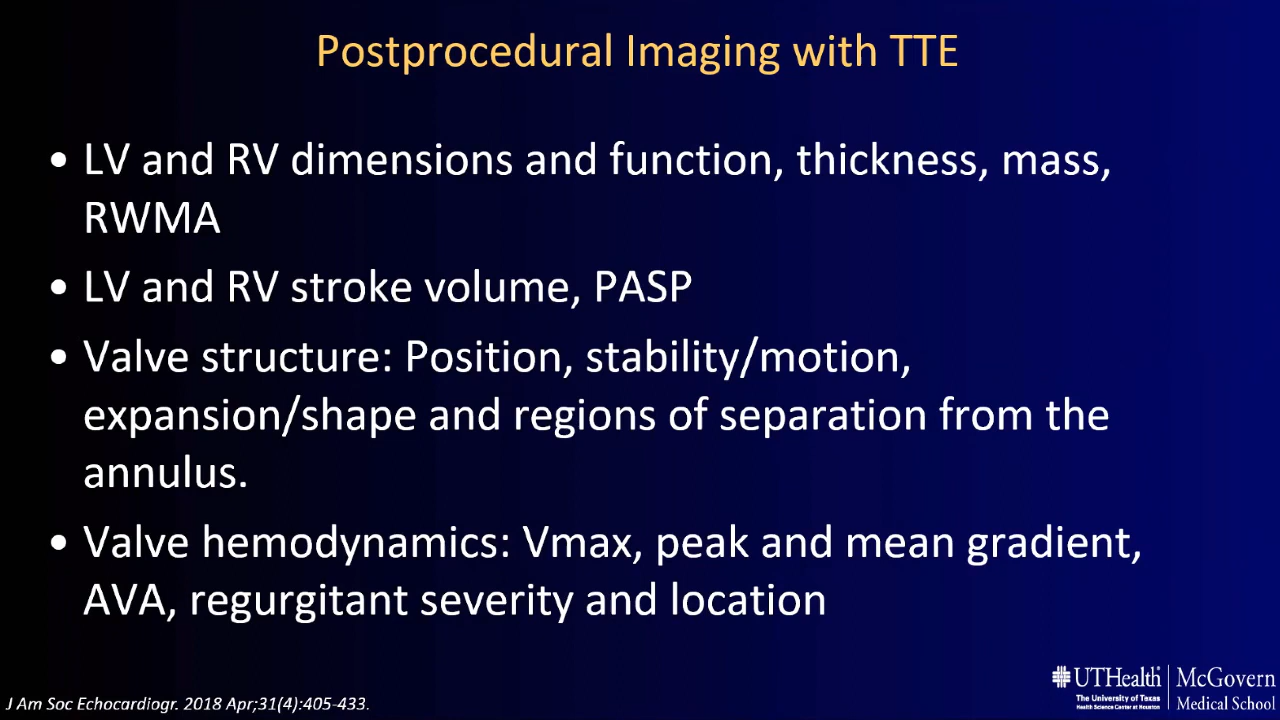 Postprocedural Imaging with TTE
• LV and RV dimensions and function, thickness, mass,
RWMA
• LV and RV stroke volume, PASP
• Valve structure: Position, stability/motion,
expansion/shape and regions of separation from the
annulus.
• Valve hemodynamics: Vmax, peak and mean gradient,
AVA, regurgitant severity and location
J Am Soc Echocardiogr. 2018 Apr;31(4):405-433.
UTHealth
The University of Texas
Health Science Center at Houston
McGovern
Medical School